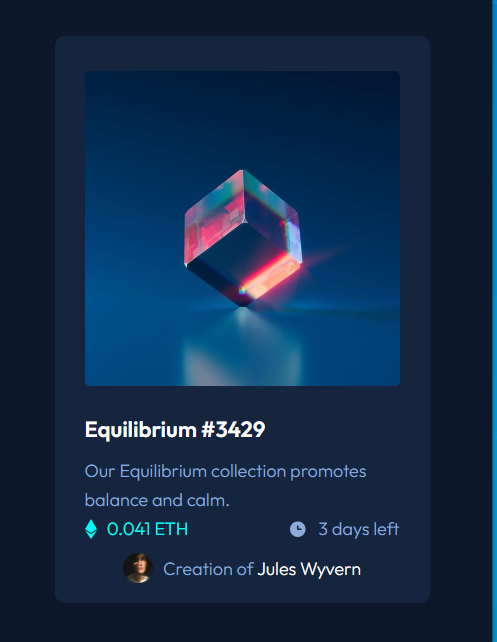 Equilibrium #3429
Our Equilibrium collection promotes
balance and calm.
0.041 ETH 3 days left
Creation of Jules Wyvern